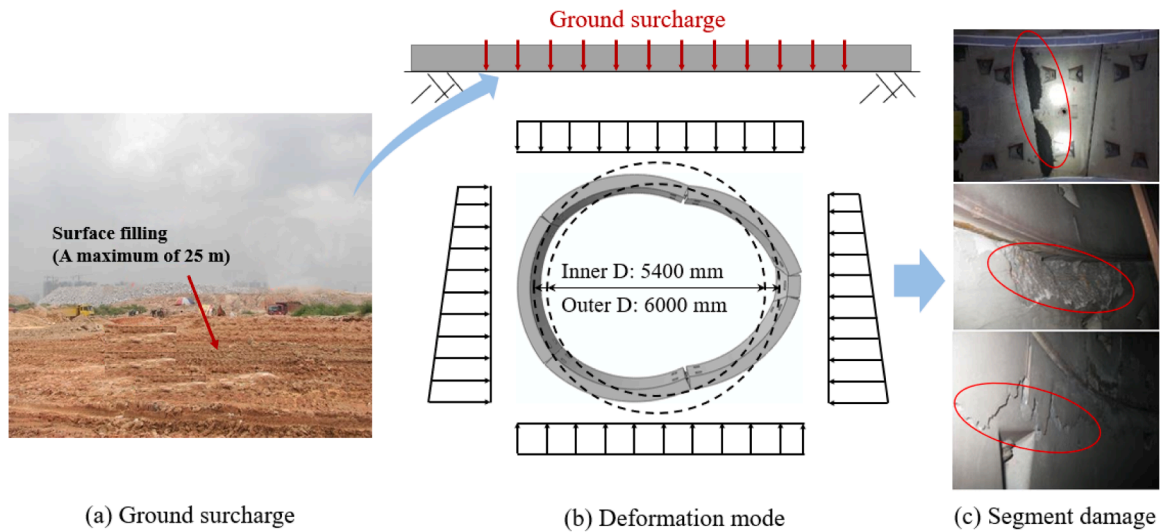 Ground surcharge
Surface filling
(A maximum of 25 m)
Inner D: 5400 mm
Outer D: 6000 mm
(a) Ground surcharge
(b) Deformation mode
(c) Segment damage